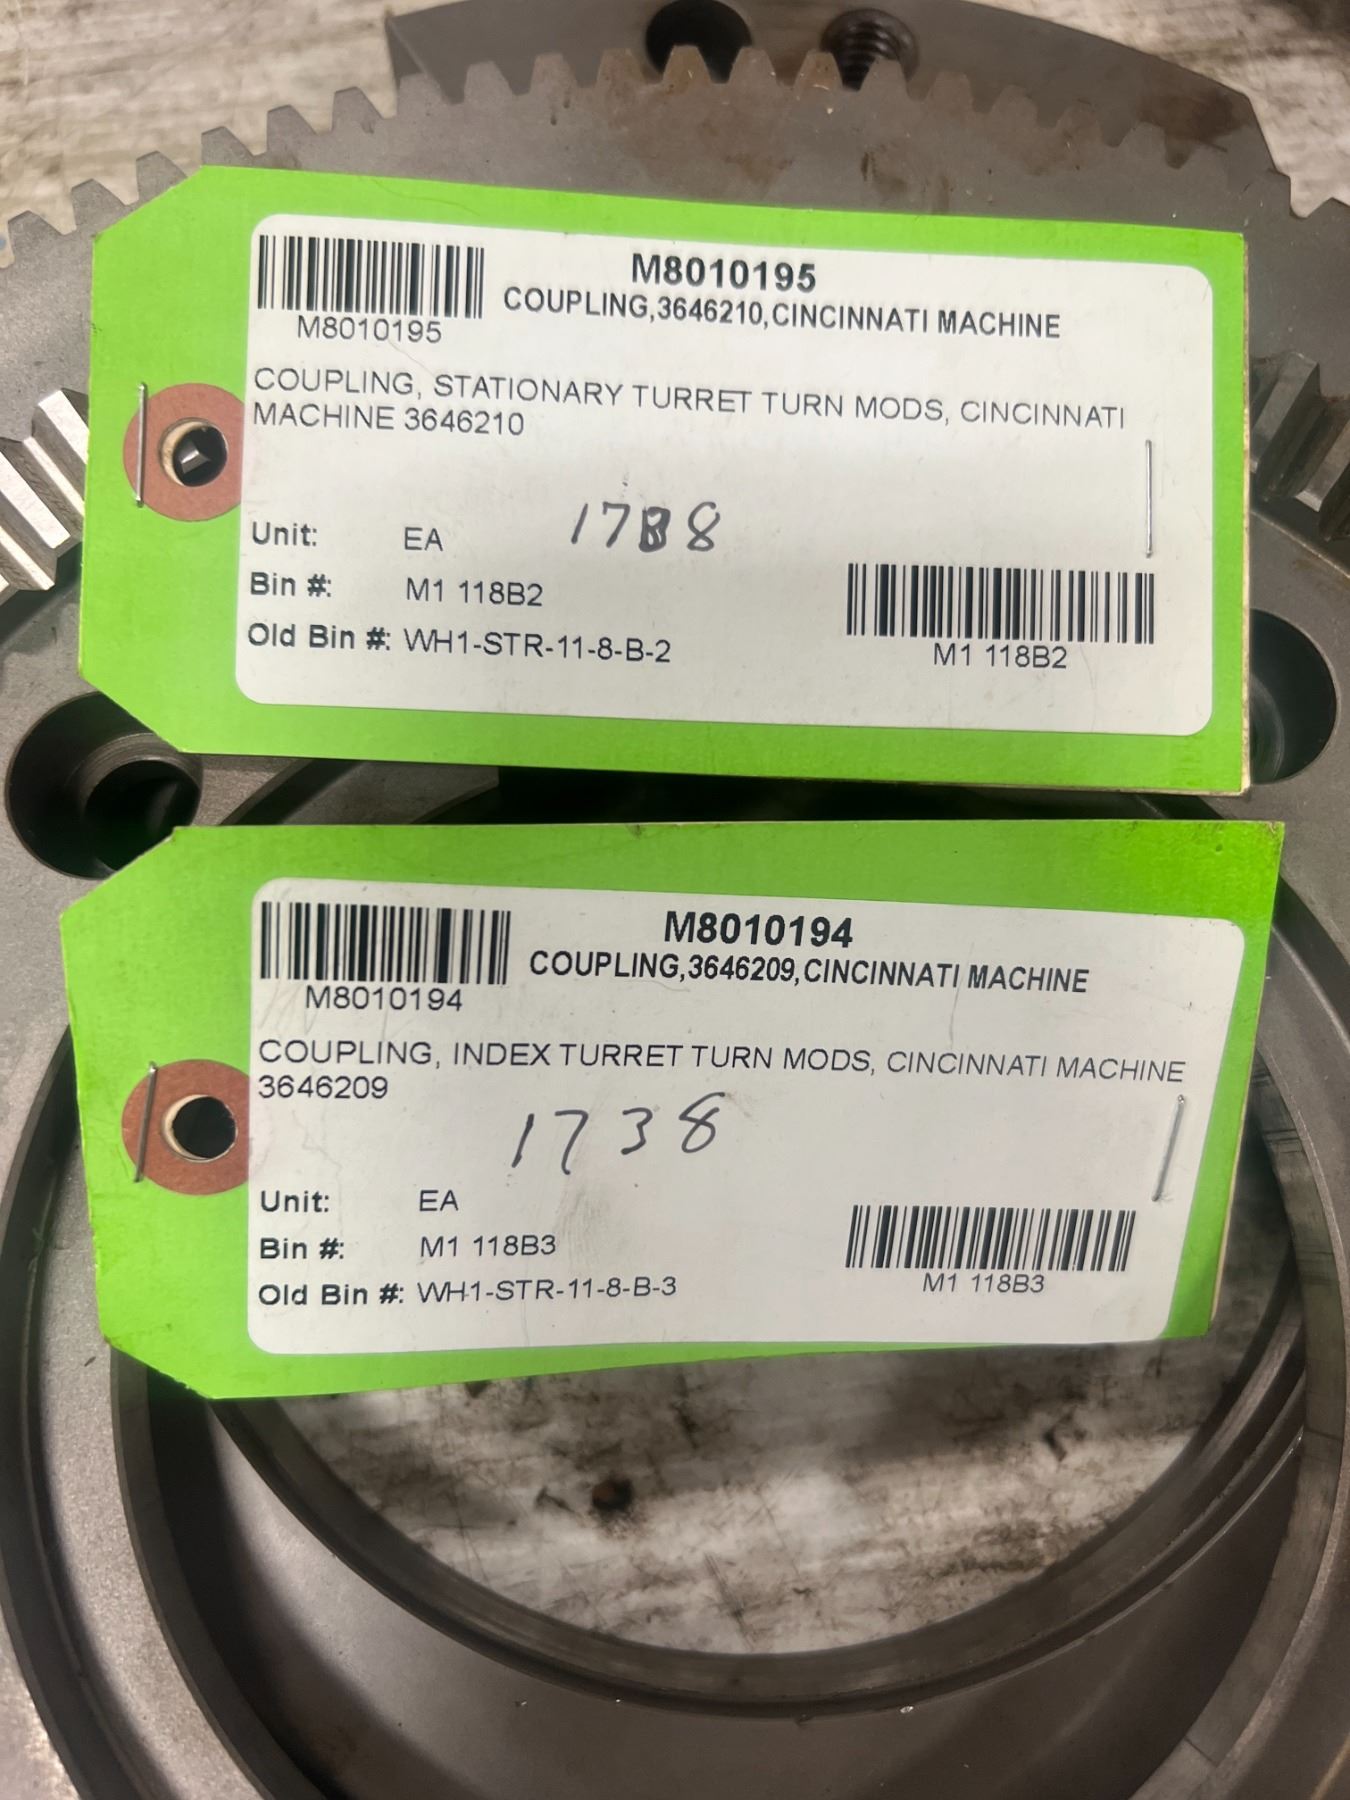 M8010195
COUPLING,3646210,CINCINNATI MACHINE
M8010195
COUPLING, STATIONARY TURRET TURN MODS, CINCINNATI
MACHINE 3646210
1738
Unit: EA
Bin #: M1 118B2
Old Bin #: WH1-STR-11-8-B-2
M1 118B2
M8010194
COUPLING,3646209,CINCINNATI MACHINE
M8010194
COUPLING, INDEX TURRET TURN MODS, CINCINNATI MACHINE
3646209
1738
Unit: EA
Bin #: M1 118B3
Old Bin #: WH1-STR-11-8-B-3
M1 118B3